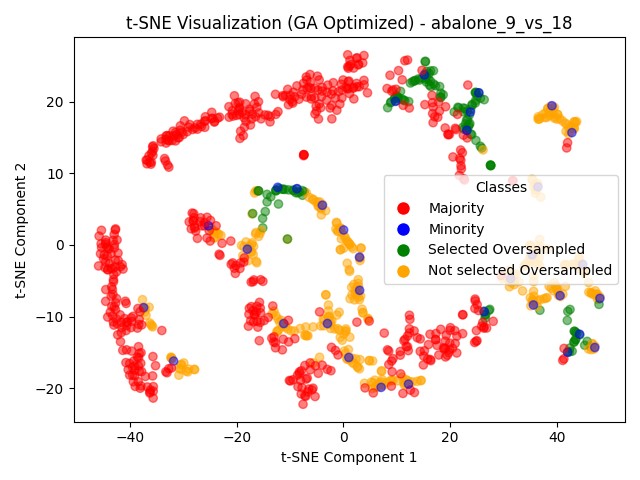 t-SNE Visualization (GA Optimized) - abalone_9_vs_18
t-SNE Component 2
20
10
0
−10
−20
Classes
Majority
Minority
Selected Oversampled
Not selected Oversampled
−40
−20
0
20
40
t-SNE Component 1